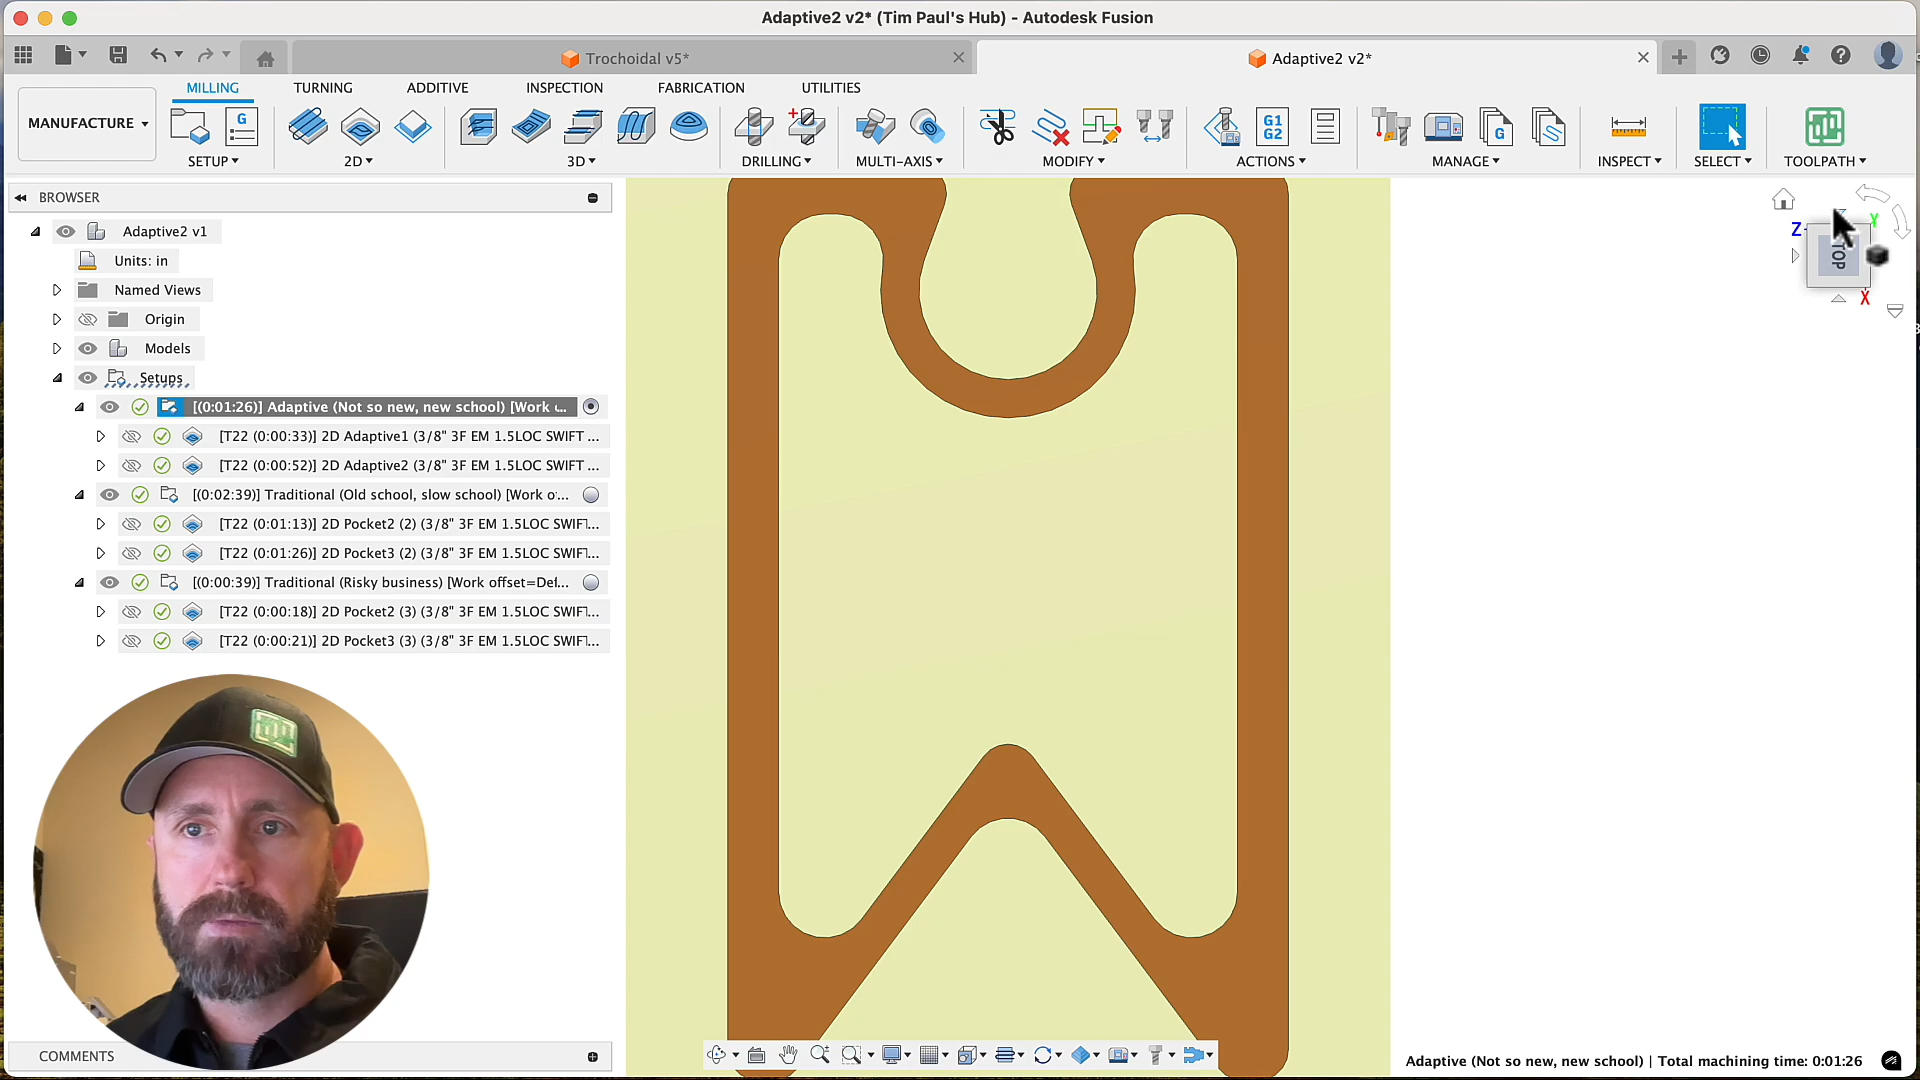 Adaptive2 v2* (Tim Paul's Hub) - Autodesk Fusion
Trochoidal v5*
Adaptive2 v2*
MILLING
TURNING
ADDITIVE
INSPECTION
FABRICATION
UTILITIES
MANUFACTURE
G
G1
G2
G
SETUP
2D
3D
DRILLING
MULTI-AXIS
MODIFY
ACTIONS
MANAGE
INSPECT
SELECT
TOOLPATH
BROWSER
Adaptive2 v1
Units: in
Named Views
Origin
Models
Setups
[(0:01:26)] Adaptive (Not so new, new school) [Work ...
[T22 (0:00:33)] 2D Adaptive1 (3/8" 3F EM 1.5LOC SWIFT ...
[T22 (0:00:52)] 2D Adaptive2 (3/8" 3F EM 1.5LOC SWIFT ...
[(0:02:39)] Traditional (Old school, slow school) [Work o...
[T22 (0:01:13)] 2D Pocket2 (2) (3/8" 3F EM 1.5LOC SWIFT...
[T22 (0:01:26)] 2D Pocket3 (2) (3/8" 3F EM 1.5LOC SWIFT...
[(0:00:39)] Traditional (Risky business) [Work offset=Def...
[T22 (0:00:18)] 2D Pocket2 (3) (3/8" 3F EM 1.5LOC SWIFT...
[T22 (0:00:21)] 2D Pocket3 (3) (3/8" 3F EM 1.5LOC SWIFT...
Z
Y
TOP
X
COMMENTS
Adaptive (Not so new, new school) | Total machining time: 0:01:26